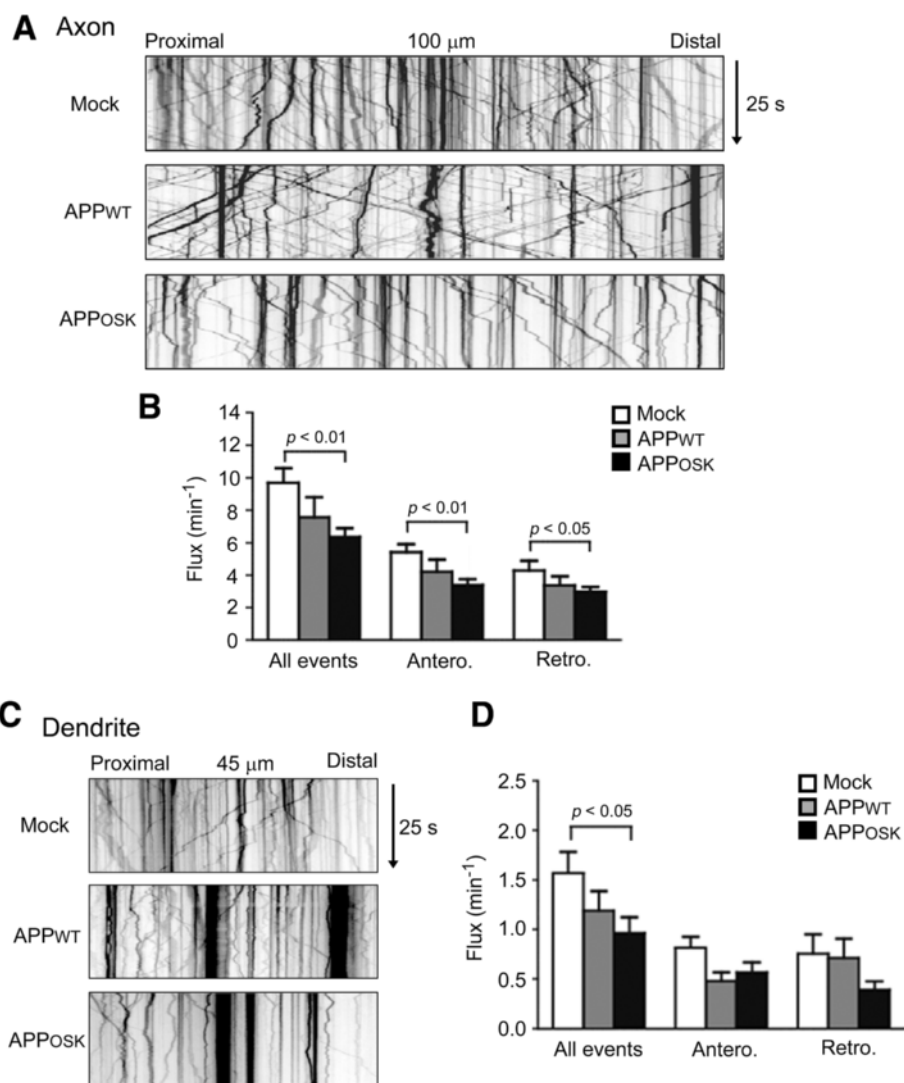 A Axon
Proximal 100 μm Distal
Mock
25 s
APPWT
APPOSK
B
Flux (min⁻¹)
14
12
10
8
6
4
2
0
p < 0.01
p < 0.01
p < 0.05
Mock
APPWT
APPOSK
All events Antero. Retro.
C Dendrite
Proximal 45 μm Distal
Mock
25 s
APPWT
APPOSK
D
Flux (min⁻¹)
2.5
2.0
1.5
1.0
0.5
0.0
p < 0.05
Mock
APPWT
APPOSK
All events Antero. Retro.